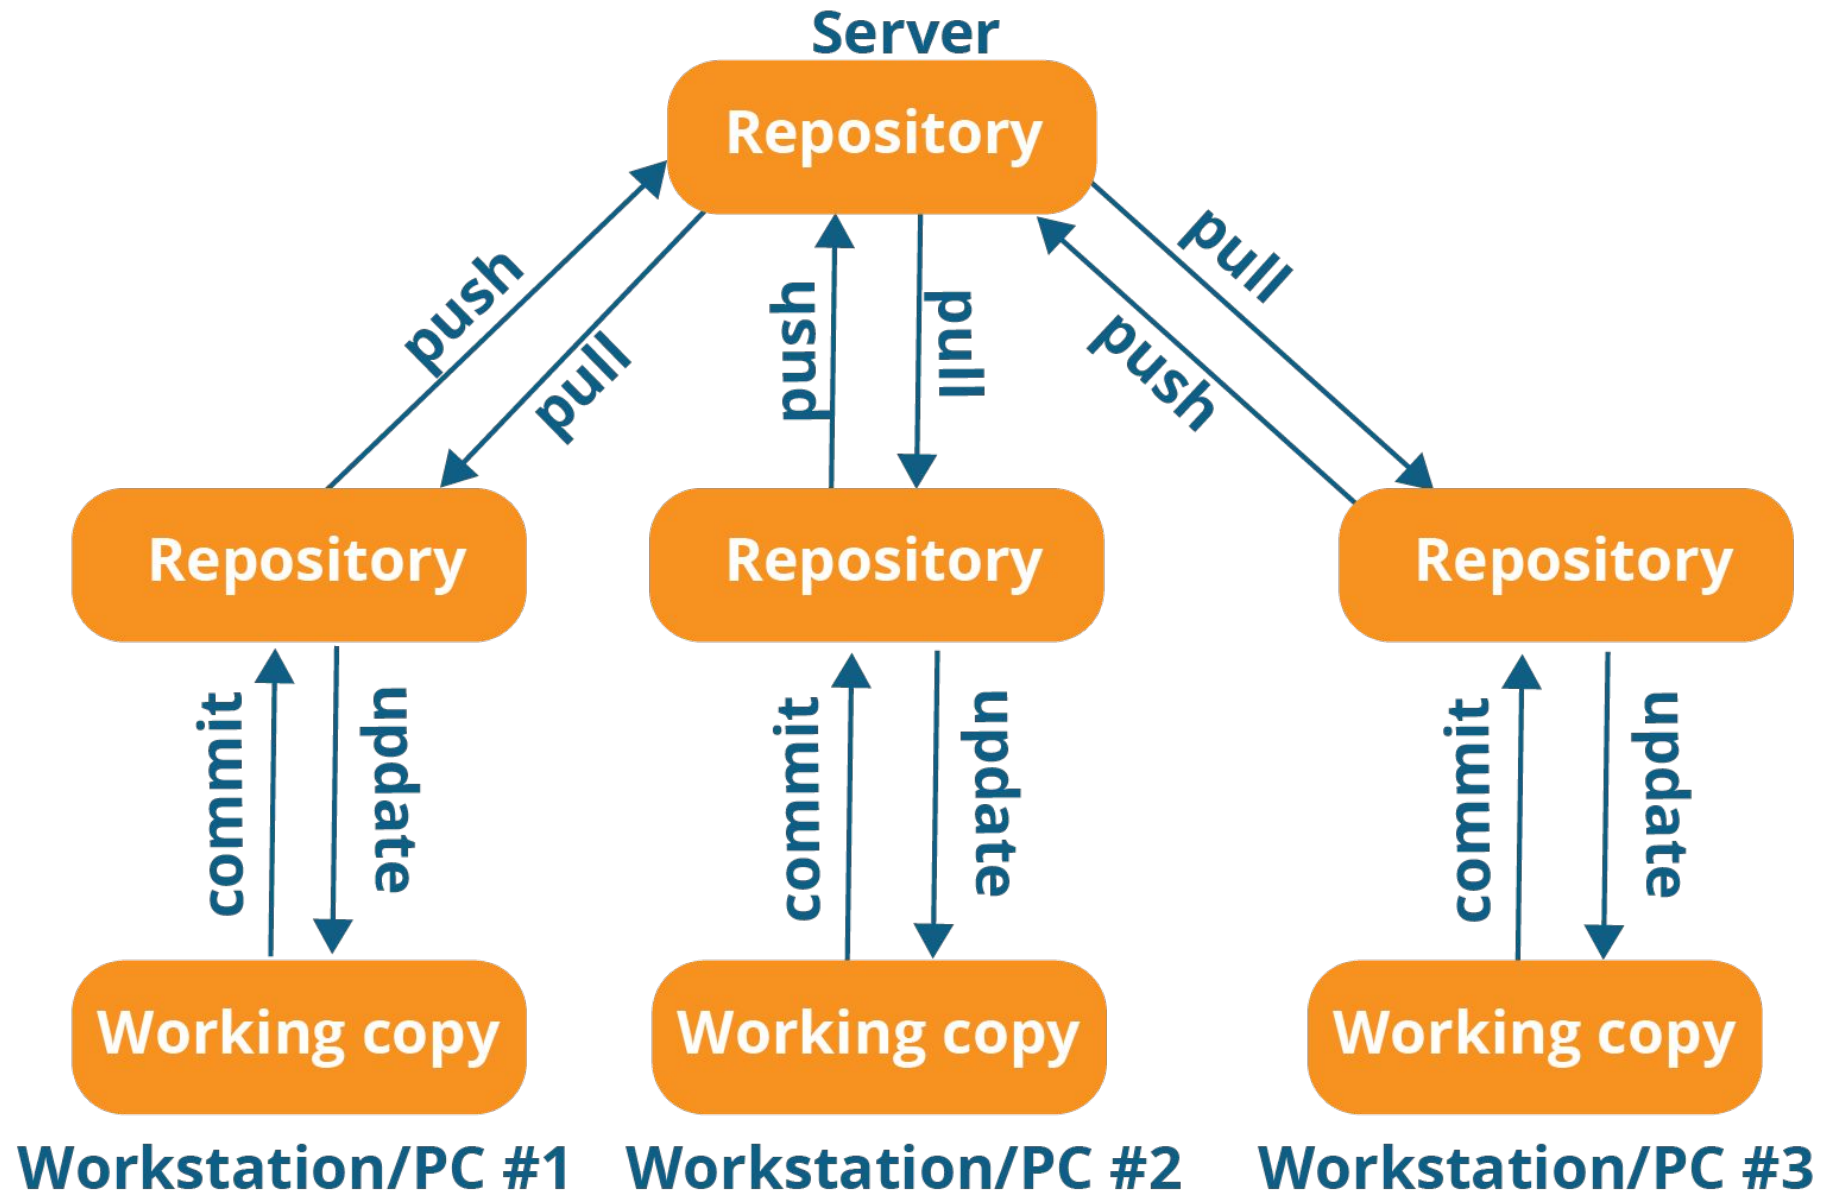 Server
Repository
push
pull
push
pull
push
pull
Repository
Repository
Repository
commit
update
commit
update
commit
update
Working copy
Working copy
Working copy
Workstation/PC #1
Workstation/PC #2
Workstation/PC #3